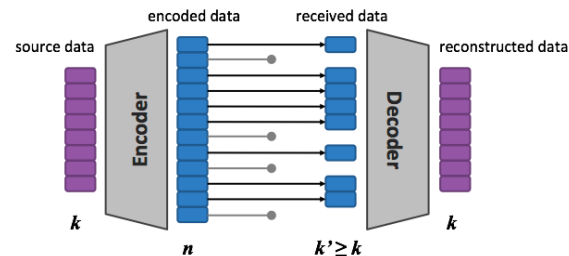 encoded data
received data
source data
reconstructed data
Encoder
Decoder
k
n
k’ ≥ k
k